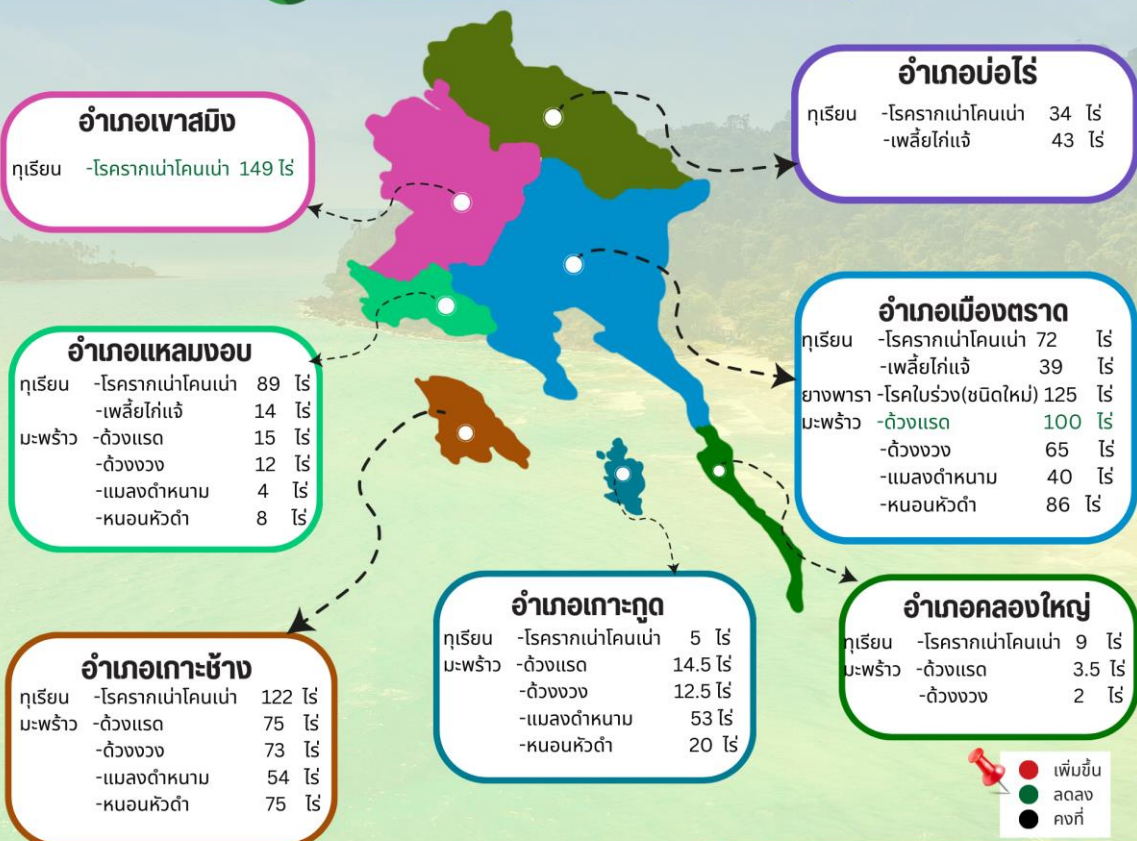 อำเภอบ่อไร่
ทุเรียน -โรครากเน่าโคนเน่า 34 ไร่
-เพลี้ยไก่แจ้ 43 ไร่
อำเภอเขาสมิง
ทุเรียน -โรครากเน่าโคนเน่า 149 ไร่
อำเภอเมืองตราด
ทุเรียน -โรครากเน่าโคนเน่า 72 ไร่
-เพลี้ยไก่แจ้ 39 ไร่
ยางพารา -โรคใบร่วง(ชนิดใหม่) 125 ไร่
มะพร้าว -ด้วงแรด 100 ไร่
-ด้วงงวง 65 ไร่
-แมลงดำหนาม 40 ไร่
-หนอนหัวดำ 86 ไร่
อำเภอแหลมงอบ
ทุเรียน -โรครากเน่าโคนเน่า 89 ไร่
-เพลี้ยไก่แจ้ 14 ไร่
มะพร้าว -ด้วงแรด 15 ไร่
-ด้วงงวง 12 ไร่
-แมลงดำหนาม 4 ไร่
-หนอนหัวดำ 8 ไร่
อำเภอเกาะช้าง
ทุเรียน -โรครากเน่าโคนเน่า 122 ไร่
มะพร้าว -ด้วงแรด 75 ไร่
-ด้วงงวง 73 ไร่
-แมลงดำหนาม 54 ไร่
-หนอนหัวดำ 75 ไร่
อำเภอเกาะกูด
ทุเรียน -โรครากเน่าโคนเน่า 5 ไร่
มะพร้าว -ด้วงแรด 14.5 ไร่
-ด้วงงวง 12.5 ไร่
-แมลงดำหนาม 53 ไร่
-หนอนหัวดำ 20 ไร่
อำเภอคลองใหญ่
ทุเรียน -โรครากเน่าโคนเน่า 9 ไร่
มะพร้าว -ด้วงแรด 3.5 ไร่
-ด้วงงวง 2 ไร่
เพิ่มขึ้น
ลดลง
คงที่